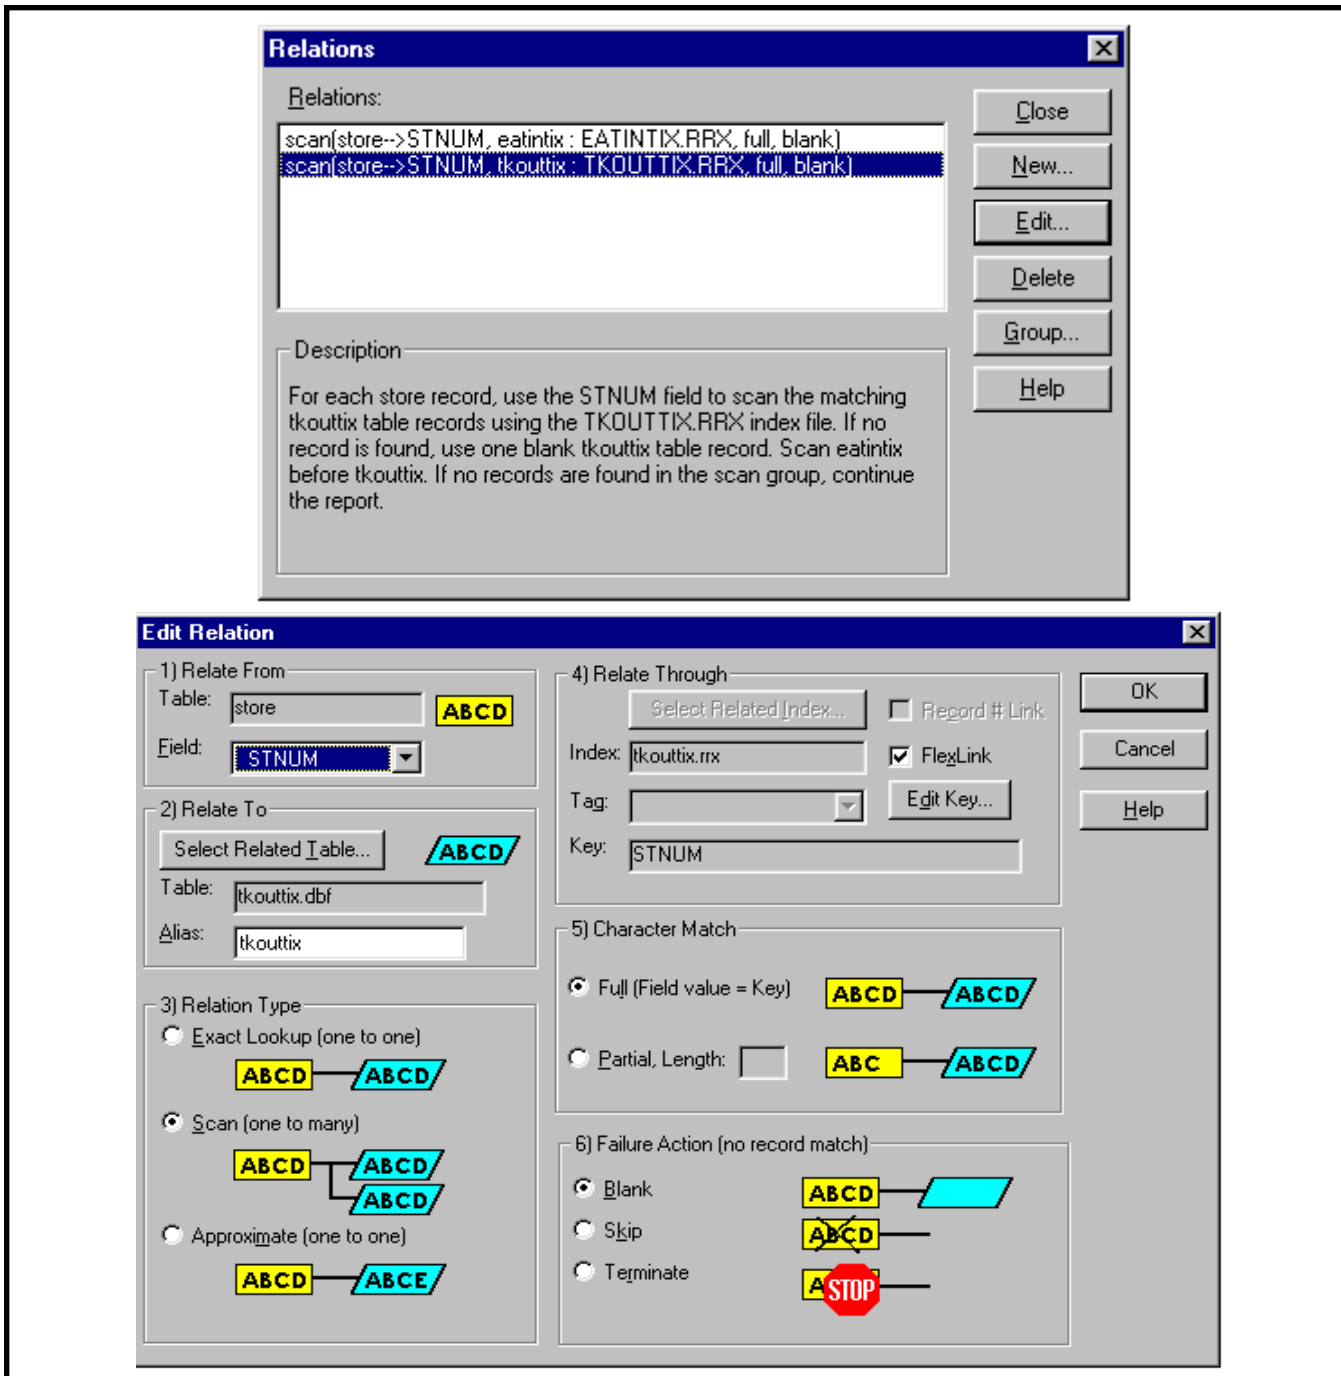 Relations
Relations:
scan(store-->STNUM, eatintix : EATINTIX.RRX, full, blank)
scan(store-->STNUM, tkouttix : TKOUTTIX.RRX, full, blank)
Close
New...
Edit...
Delete
Group...
Help
Description
For each store record, use the STNUM field to scan the matching
tkouttix table records using the TKOUTTIX.RRX index file. If no
record is found, use one blank tkouttix table record. Scan eatintix
before tkouttix. If no records are found in the scan group, continue
the report.
Edit Relation
1) Relate From
Table: store ABCD
Field: STNUM
2) Relate To
Select Related Table... ABCD
Table: tkouttix.dbf
Alias: tkouttix
3) Relation Type
Exact Lookup (one to one)
ABCD ABCD
Scan (one to many)
ABCD ABCD
ABCD
Approximate (one to one)
ABCD ABCE
4) Relate Through
Select Related Index... Record # Link
Index: tkouttix.rrx FlexLink
Tag: Edit Key...
Key: STNUM
5) Character Match
Full (Field value = Key) ABCD ABCD
Partial, Length: ABC ABCD
6) Failure Action (no record match)
Blank ABCD
Skip ABCD
Terminate A STOP
OK
Cancel
Help